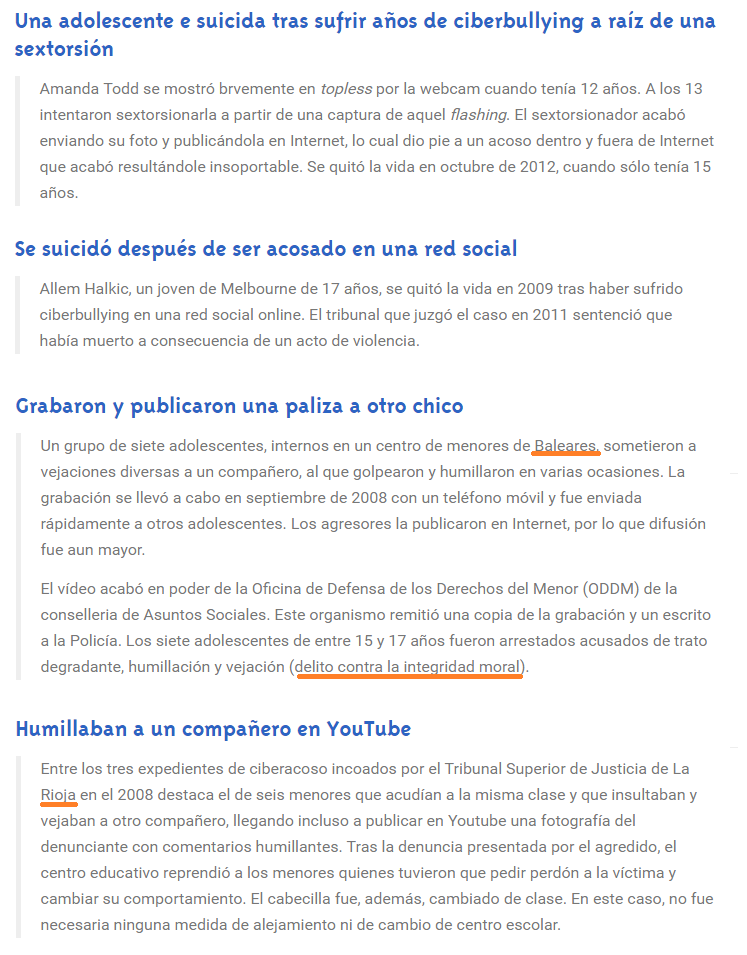 Una adolescente e suicida tras sufrir años de ciberbullying a raíz de una
sextorsión
Amanda Todd se mostró brvemente en topless por la webcam cuando tenía 12 años. A los 13
intentaron sextorsionarla a partir de una captura de aquel flashing. El sextorsionador acabó
enviando su foto y publicándola en Internet, lo cual dio pie a un acoso dentro y fuera de Internet
que acabó resultándole insoportable. Se quitó la vida en octubre de 2012, cuando sólo tenía 15
años.
Se suicidó después de ser acosado en una red social
Allem Halkic, un joven de Melbourne de 17 años, se quitó la vida en 2009 tras haber sufrido
ciberbullying en una red social online. El tribunal que juzgó el caso en 2011 sentenció que
había muerto a consecuencia de un acto de violencia.
Grabaron y publicaron una paliza a otro chico
Un grupo de siete adolescentes, internos en un centro de menores de Baleares, sometieron a
vejaciones diversas a un compañero, al que golpearon y humillaron en varias ocasiones. La
grabación se llevó a cabo en septiembre de 2008 con un teléfono móvil y fue enviada
rápidamente a otros adolescentes. Los agresores la publicaron en Internet, por lo que difusión
fue aun mayor.
El vídeo acabó en poder de la Oficina de Defensa de los Derechos del Menor (ODDM) de la
conselleria de Asuntos Sociales. Este organismo remitió una copia de la grabación y un escrito
a la Policía. Los siete adolescentes de entre 15 y 17 años fueron arrestados acusados de trato
degradante, humillación y vejación (delito contra la integridad moral).
Humillaban a un compañero en YouTube
Entre los tres expedientes de ciberacoso incoados por el Tribunal Superior de Justicia de La
Rioja en el 2008 destaca el de seis menores que acudían a la misma clase y que insultaban y
vejaban a otro compañero, llegando incluso a publicar en Youtube una fotografía del
denunciante con comentarios humillantes. Tras la denuncia presentada por el agredido, el
centro educativo reprendió a los menores quienes tuvieron que pedir perdón a la víctima y
cambiar su comportamiento. El cabecilla fue, además, cambiado de clase. En este caso, no fue
necesaria ninguna medida de alejamiento ni de cambio de centro escolar.